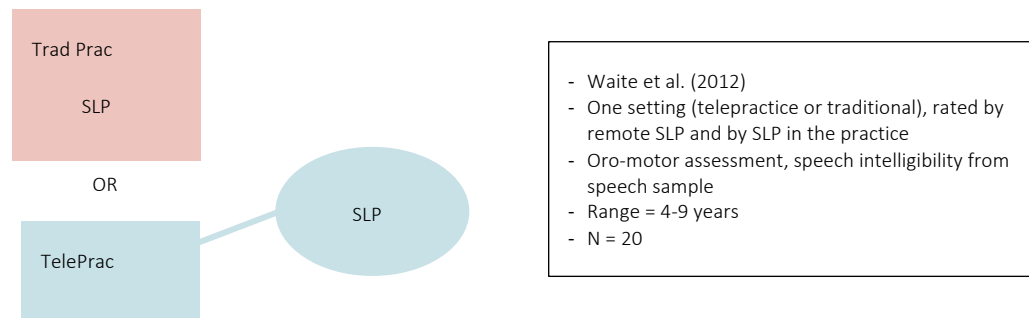 Trad Prac
SLP
OR
TelePrac
SLP
- Waite et al. (2012)
- One setting (telepractice or traditional), rated by
remote SLP and by SLP in the practice
- Oro-motor assessment, speech intelligibility from
speech sample
- Range = 4-9 years
- N = 20